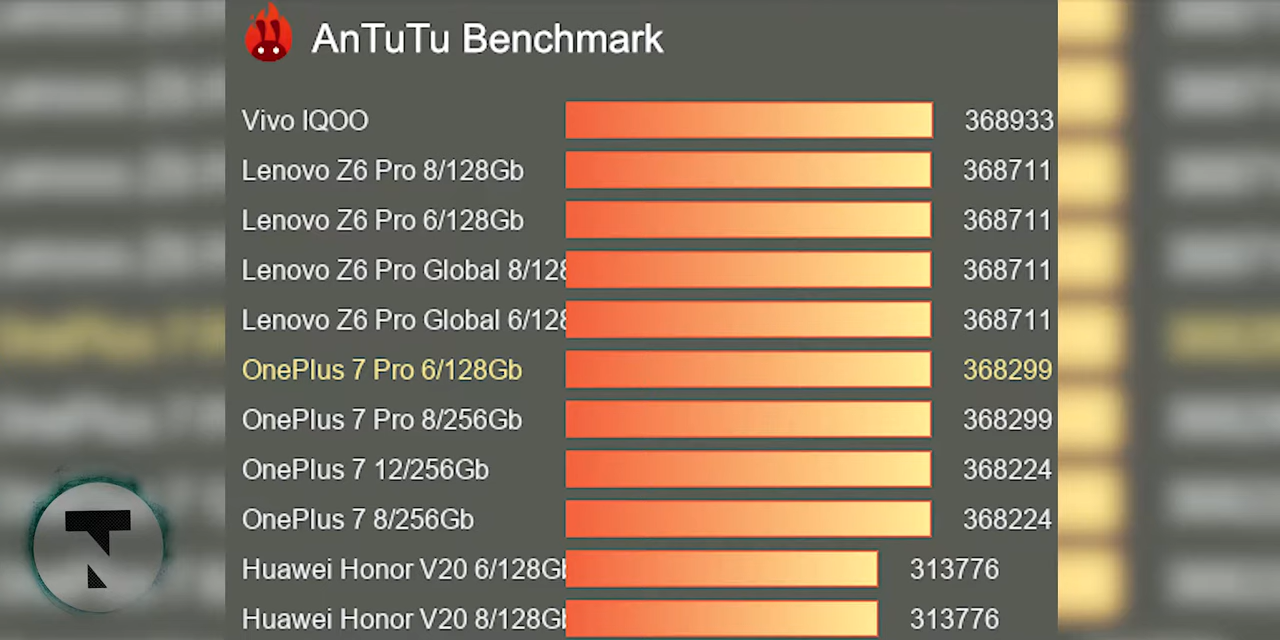 AnTuTu Benchmark
Vivo IQOO 368933
Lenovo Z6 Pro 8/128Gb 368711
Lenovo Z6 Pro 6/128Gb 368711
Lenovo Z6 Pro Global 8/128 368711
Lenovo Z6 Pro Global 6/128 368711
OnePlus 7 Pro 6/128Gb 368299
OnePlus 7 Pro 8/256Gb 368299
OnePlus 7 12/256Gb 368224
OnePlus 7 8/256Gb 368224
Huawei Honor V20 6/128Gb 313776
Huawei Honor V20 8/128Gb 313776